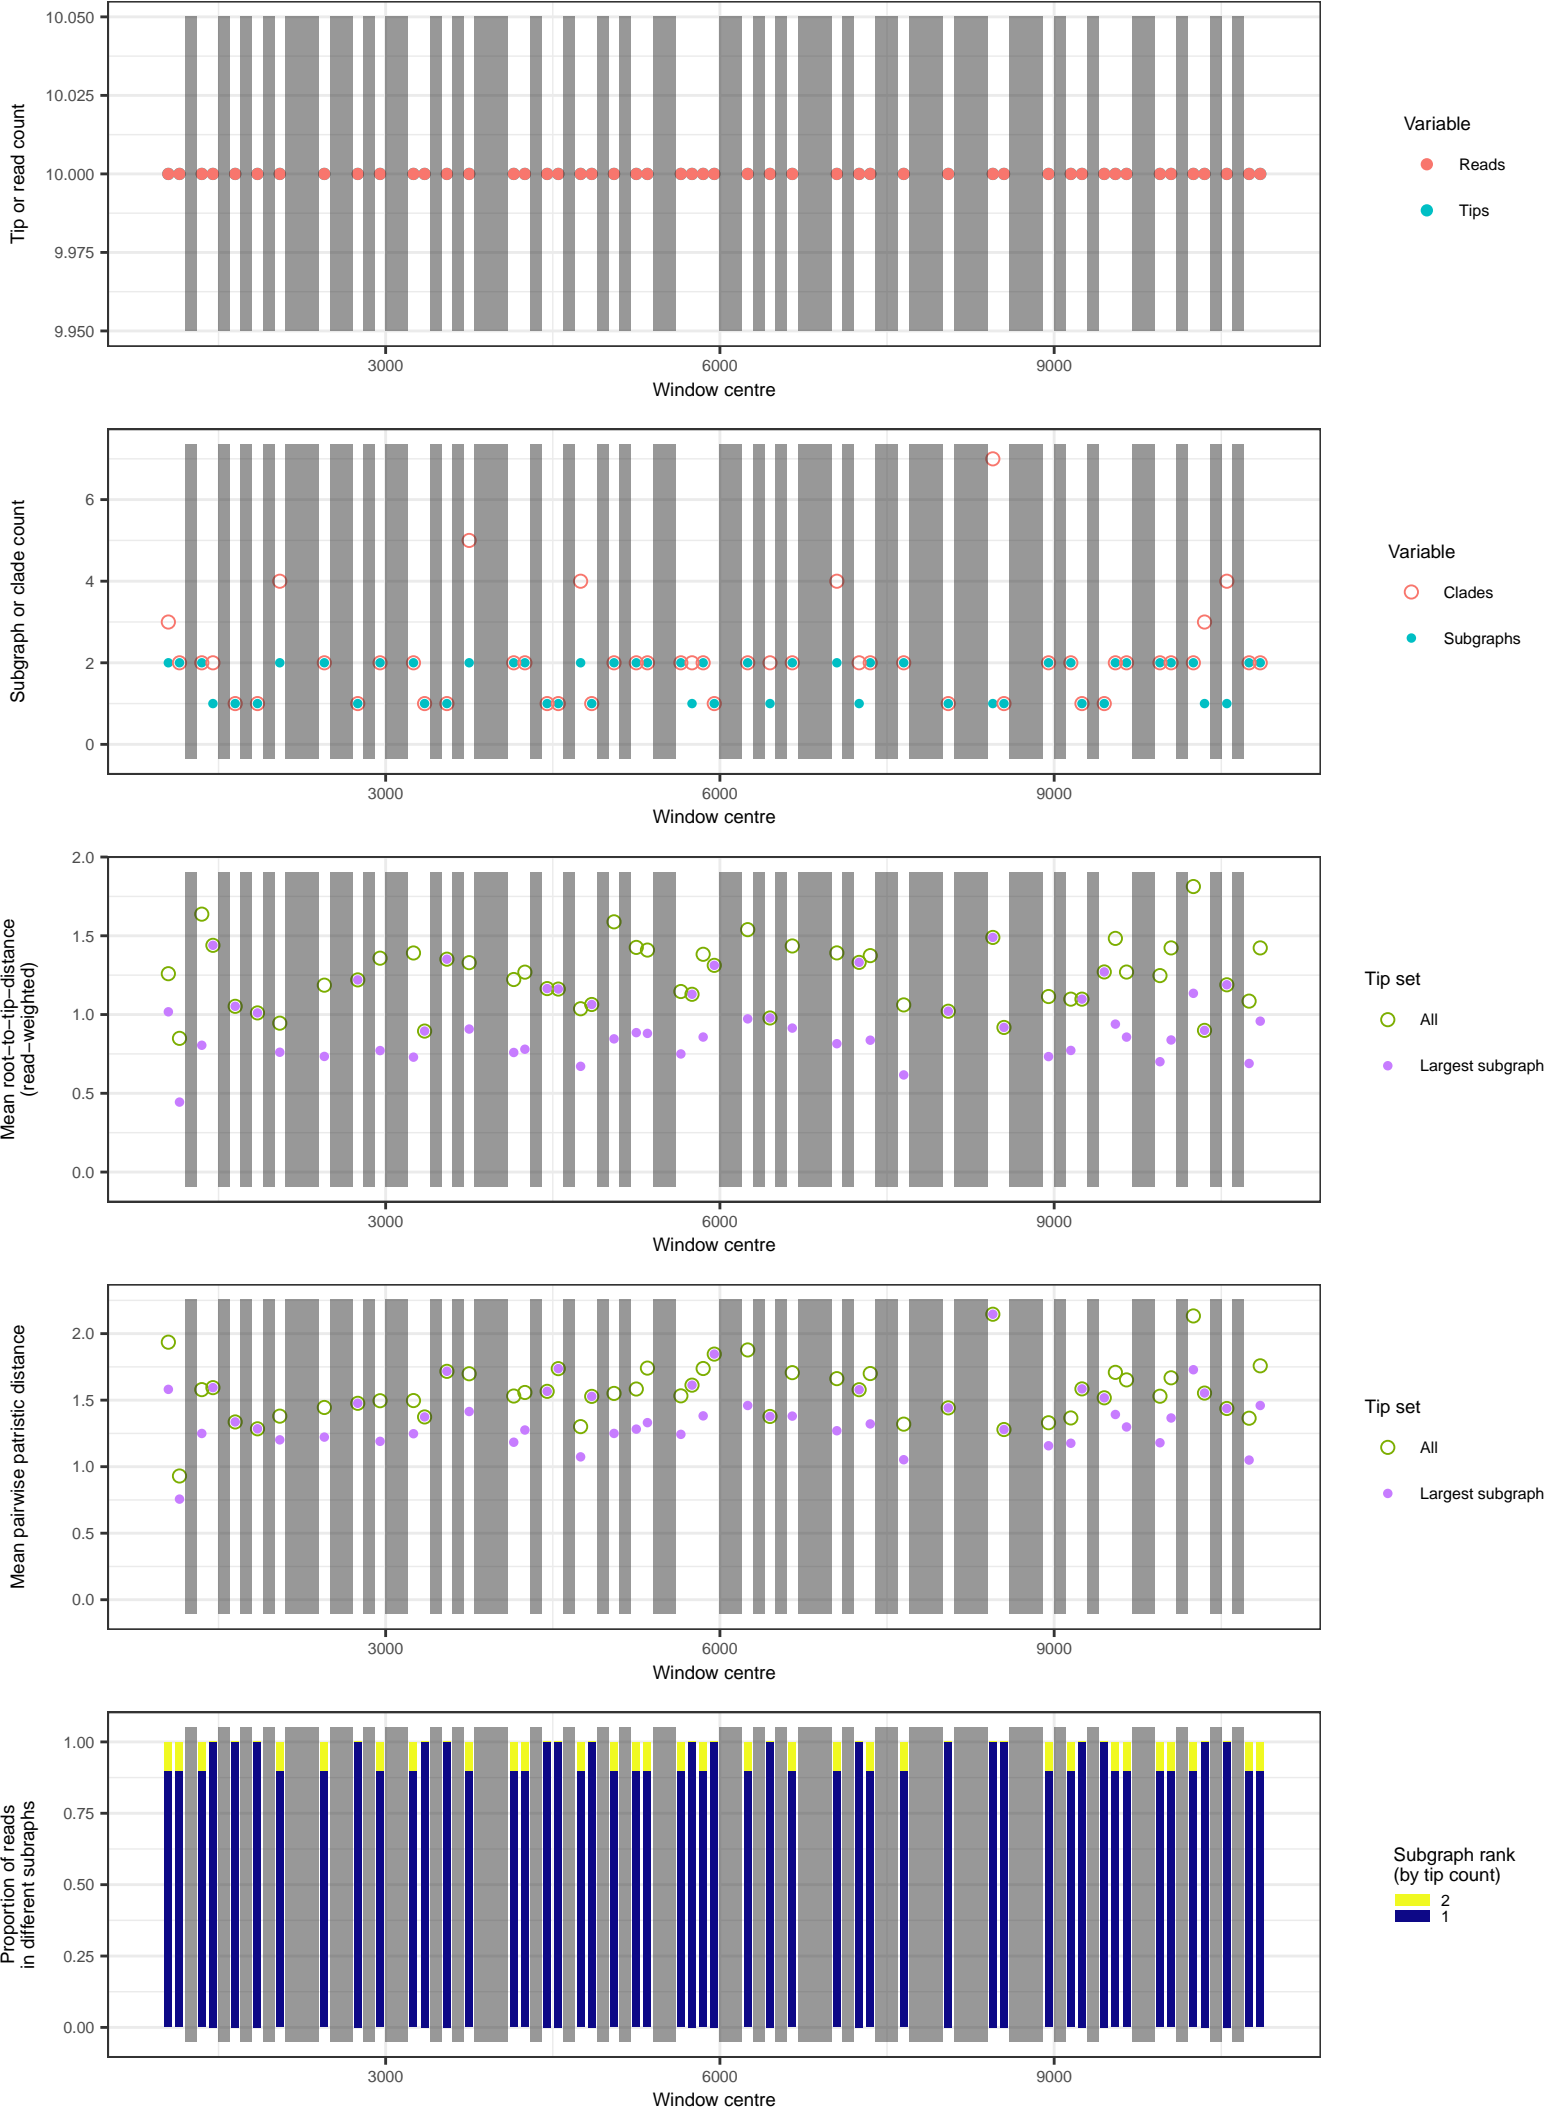 10.050
10.025
10.000
9.975
9.950
Tip or read count
3000 6000 9000
Window centre
Variable
Reads
Tips
6
4
2
0
Subgraph or clade count
3000 6000 9000
Window centre
Variable
Clades
Subgraphs
2.0
1.5
1.0
0.5
0.0
Mean root−to−tip−distance
(read−weighted)
3000 6000 9000
Window centre
Tip set
All
Largest subgraph
2.0
1.5
1.0
0.5
0.0
Mean pairwise patristic distance
3000 6000 9000
Window centre
Tip set
All
Largest subgraph
1.00
0.75
0.50
0.25
0.00
Proportion of reads
in different subraphs
3000 6000 9000
Window centre
Subgraph rank
(by tip count)
2
1